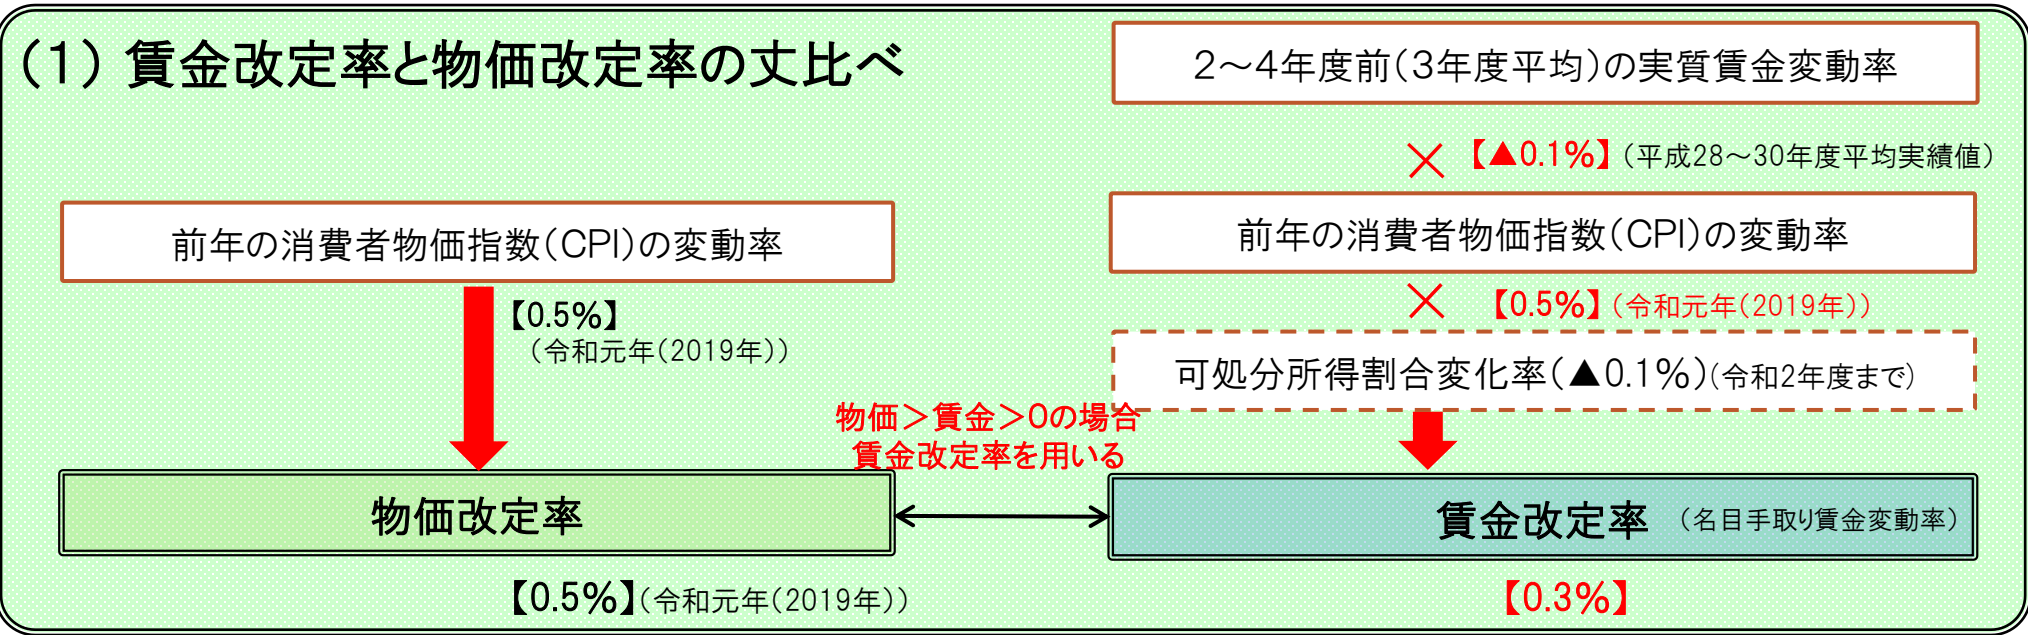 （１） 賃金改定率と物価改定率の丈比べ
２～４年度前（３年度平均）の実質賃金変動率
× 【▲0.1％】（平成28～30年度平均実績値）
前年の消費者物価指数（CPI）の変動率
前年の消費者物価指数（CPI）の変動率
【0.5％】
（令和元年（2019年））
× 【0.5％】（令和元年（2019年））
可処分所得割合変化率（▲0.1％）（令和2年度まで）
物価＞賃金＞０の場合
賃金改定率を用いる
物価改定率
賃金改定率 （名目手取り賃金変動率）
【0.5％】（令和元年（2019年））
【0.3％】